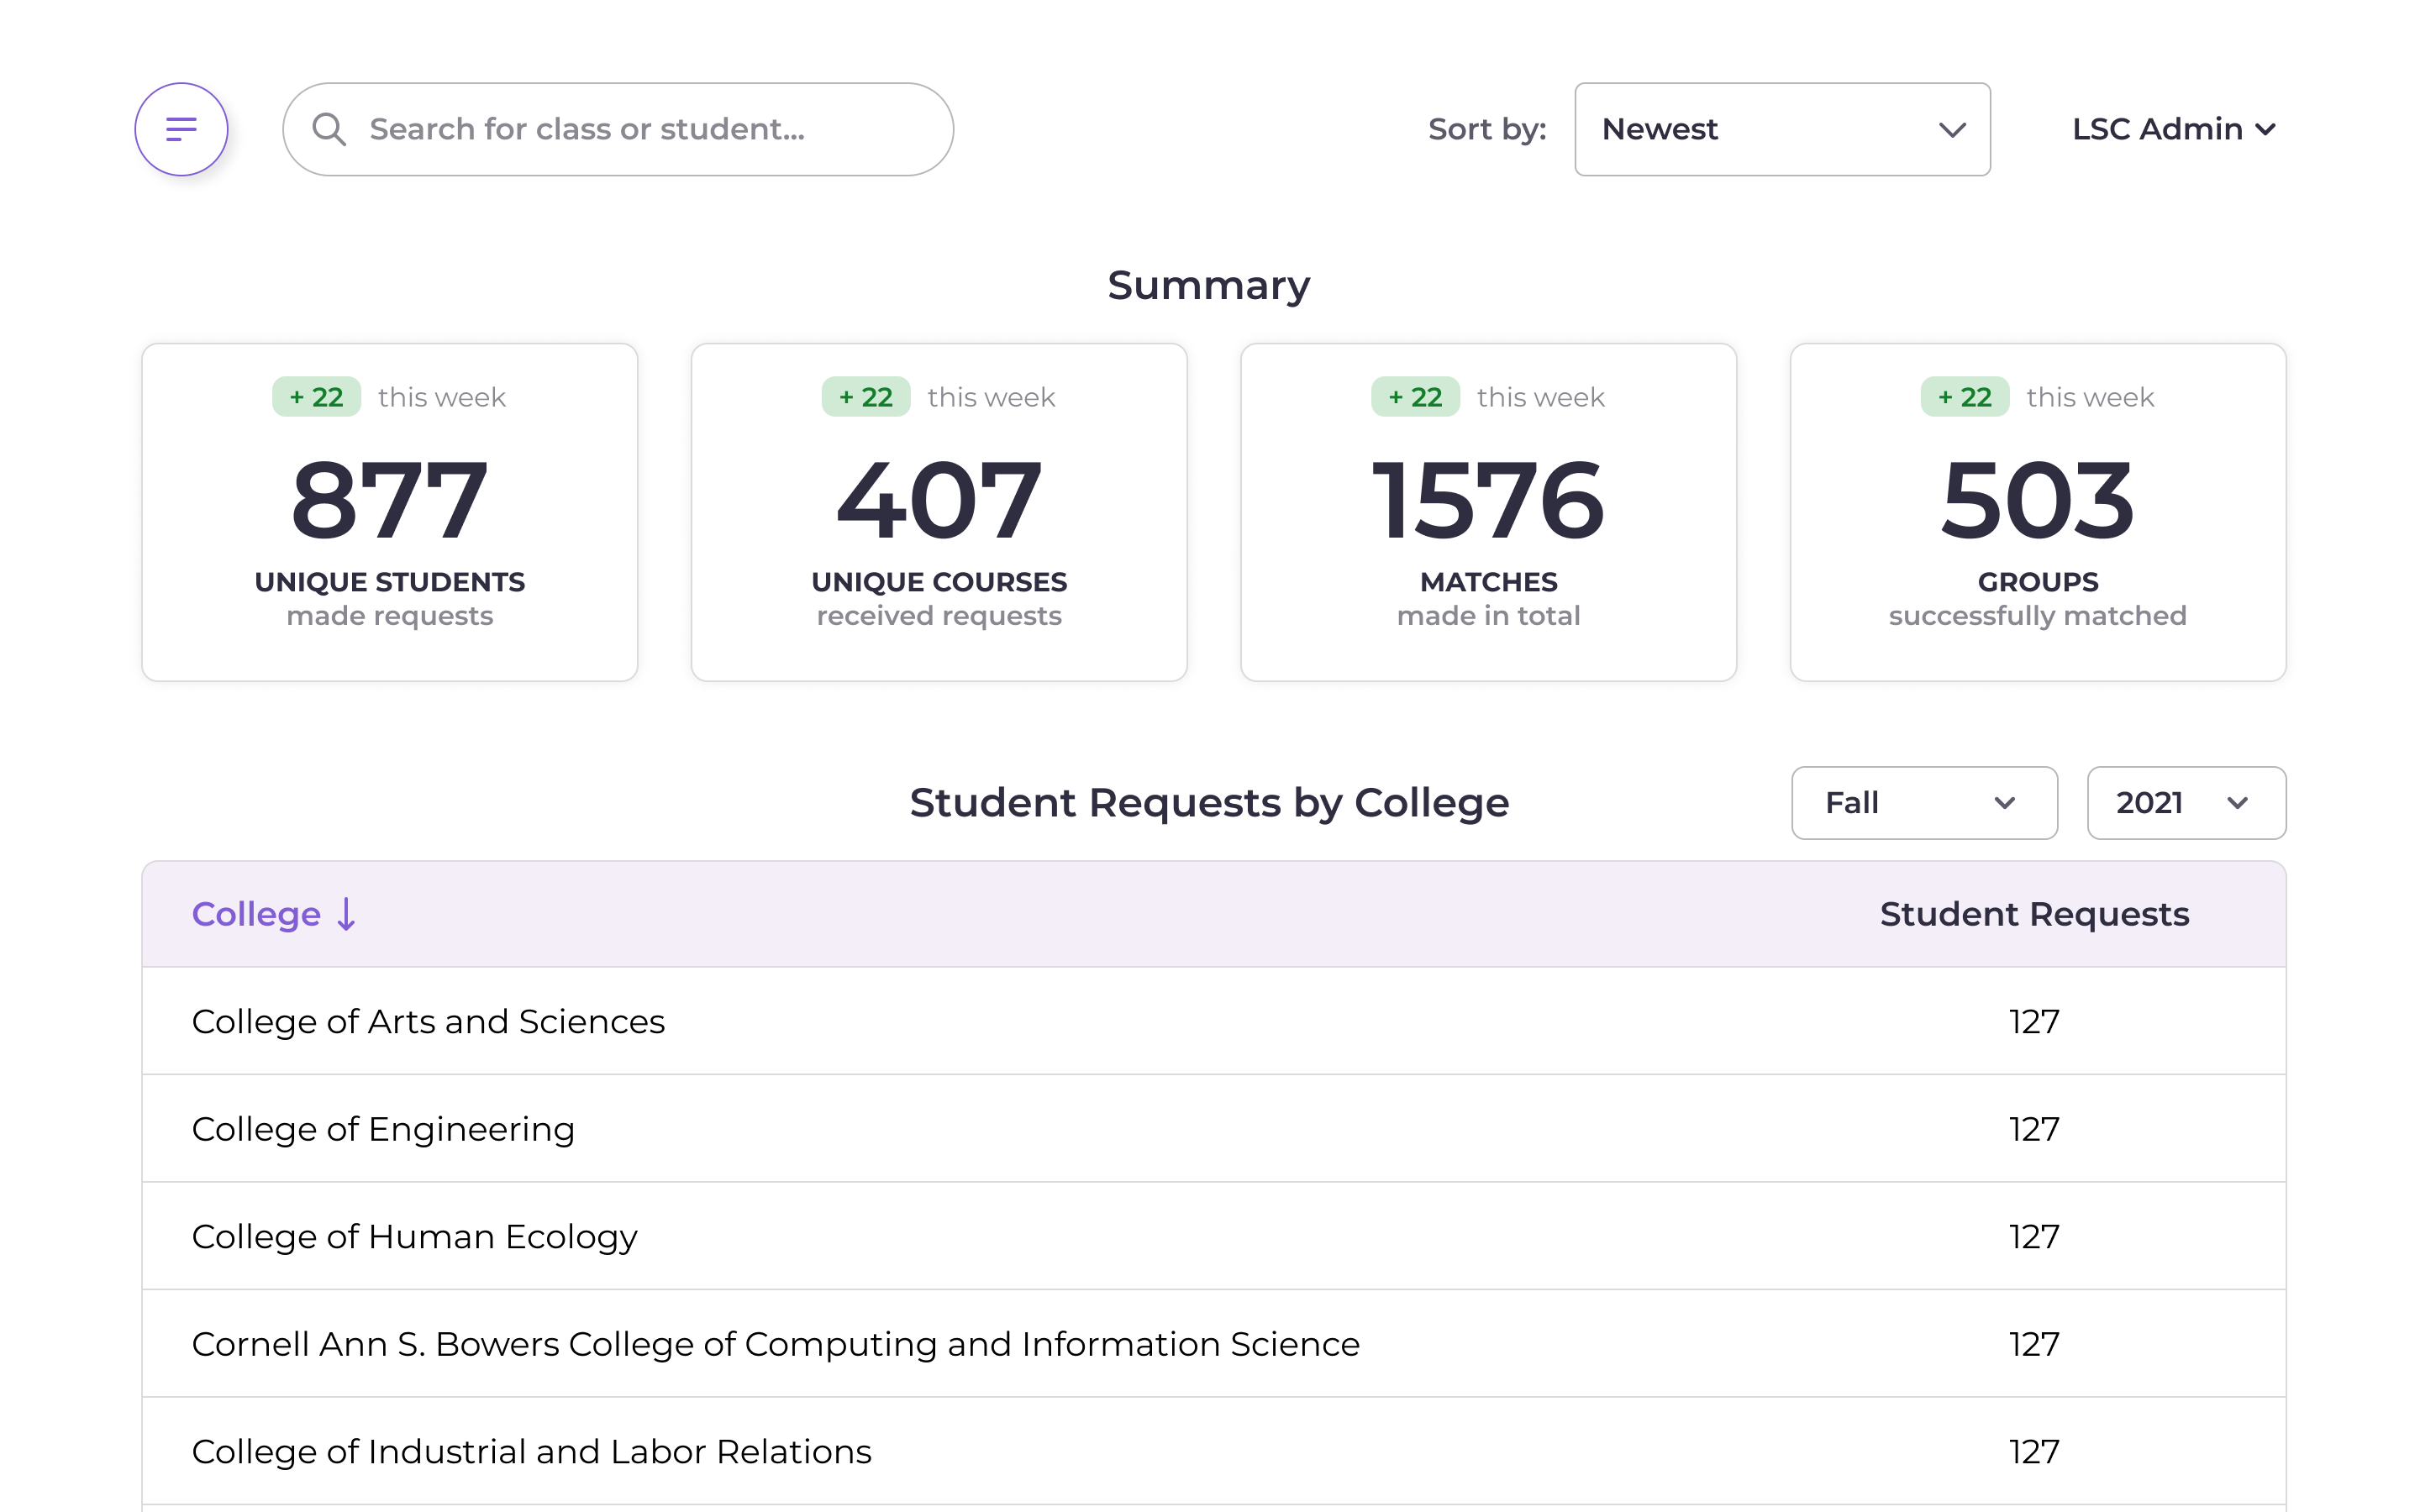 Search for class or student...
Sort by:
Newest
LSC Admin
Summary
+ 22 this week
877
UNIQUE STUDENTS
made requests
+ 22 this week
407
UNIQUE COURSES
received requests
+ 22 this week
1576
MATCHES
made in total
+ 22 this week
503
GROUPS
successfully matched
Student Requests by College
Fall
2021
College Student Requests
College of Arts and Sciences 127
College of Engineering 127
College of Human Ecology 127
Cornell Ann S. Bowers College of Computing and Information Science 127
College of Industrial and Labor Relations 127